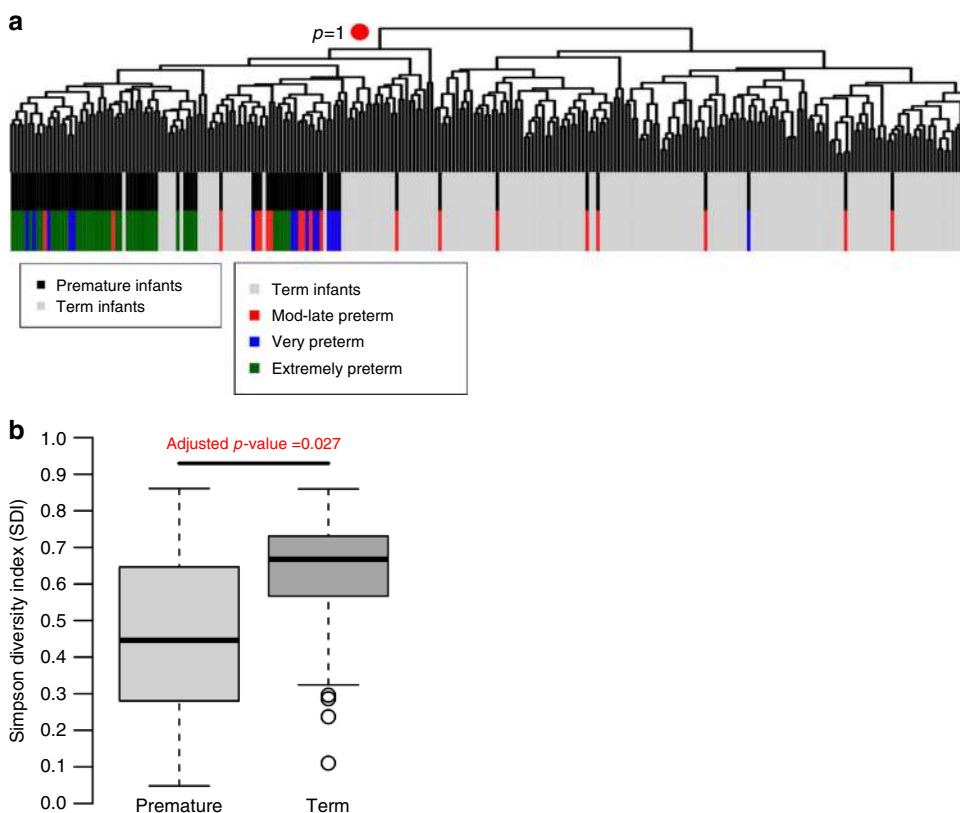 a
p=1
Premature infants
Term infants
Term infants
Mod-late preterm
Very preterm
Extremely preterm
b
Adjusted p-value =0.027
Simpson diversity index (SDI)
1.0
0.9
0.8
0.7
0.6
0.5
0.4
0.3
0.2
0.1
0.0
Premature
Term